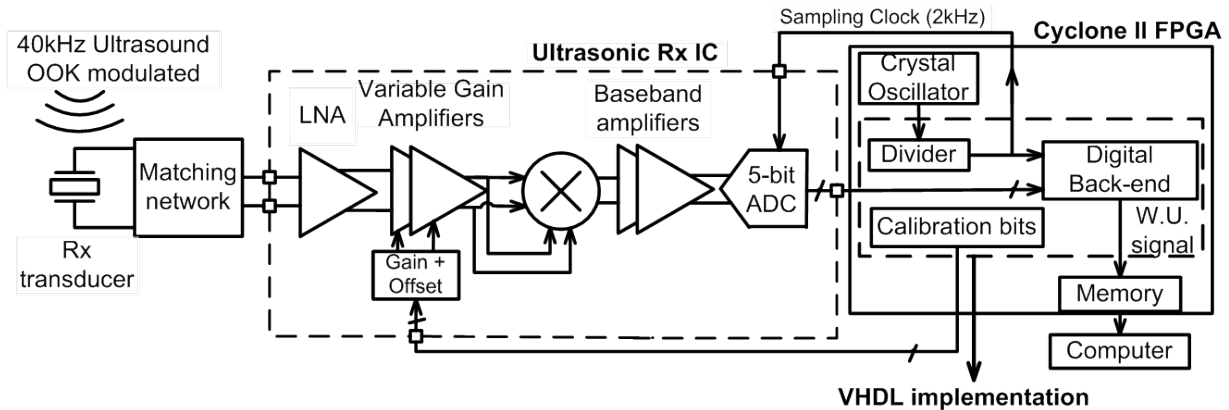 Sampling Clock (2kHz)
Cyclone II FPGA
40kHz Ultrasound
OOK modulated
Ultrasonic Rx IC
Crystal
Oscillator
LNA
Variable Gain
Amplifiers
Baseband
amplifiers
Matching
network
5-bit
ADC
Divider
Digital
Back-end
Calibration bits
W.U.
signal
Rx
transducer
Gain +
Offset
Memory
Computer
VHDL implementation